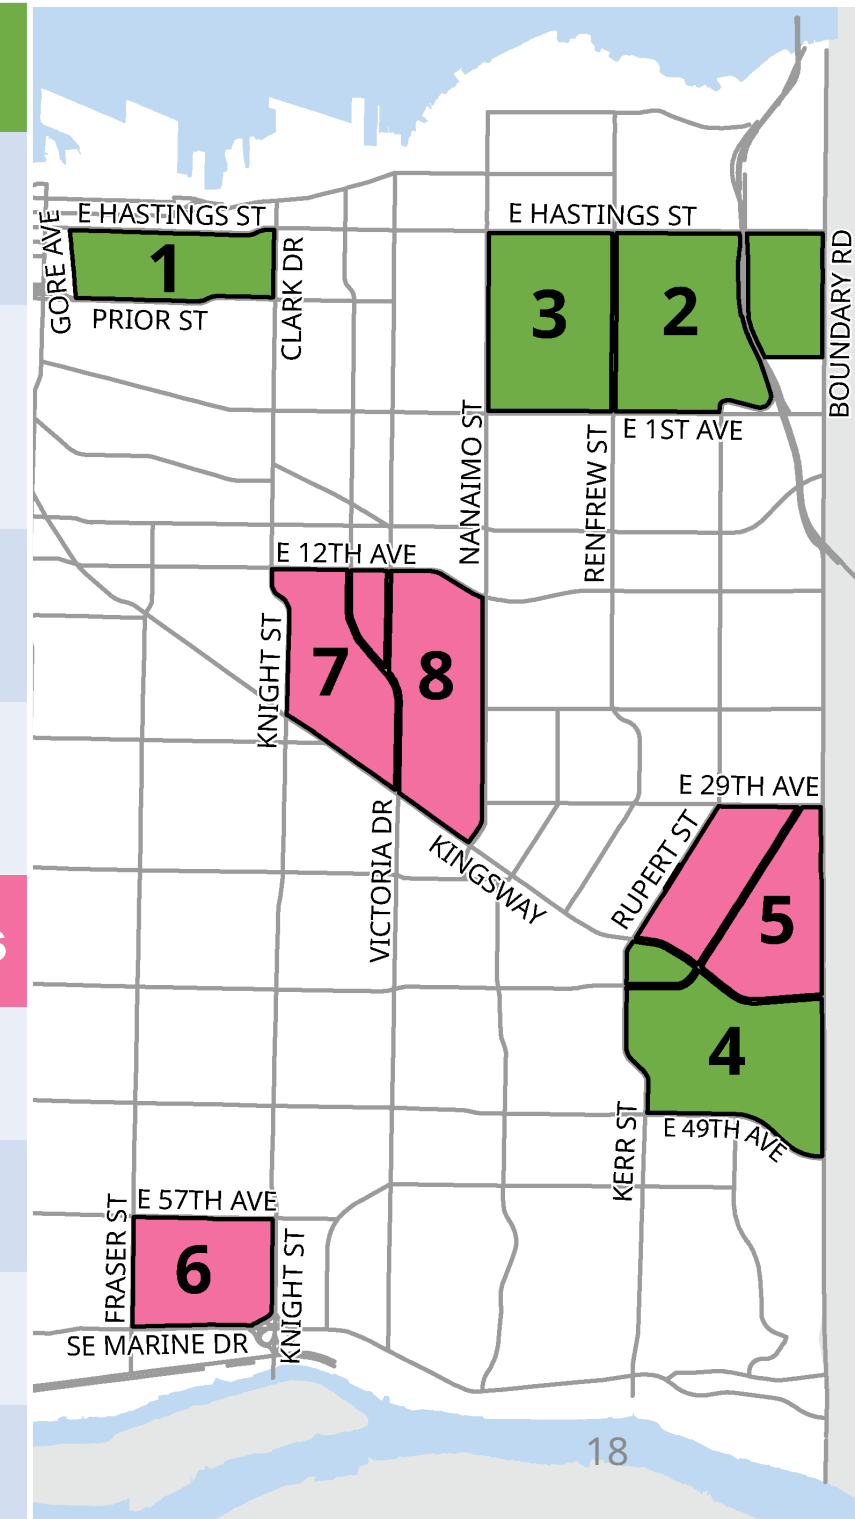 E HASTINGS ST
E HASTINGS ST
GORE AVE
1
CLARK DR
PRIOR ST
3
2
BOUNDARY RD
E 1ST AVE
NANAIMO ST
RENFREW ST
E 12TH AVE
KNIGHT ST
7
8
E 29TH AVE
VICTORIA DR
KINGSWAY
RUPERT ST
5
S
4
KERR ST
E 49TH AVE
E 57TH AVE
FRASER ST
6
KNIGHT ST
SE MARINE DR
18